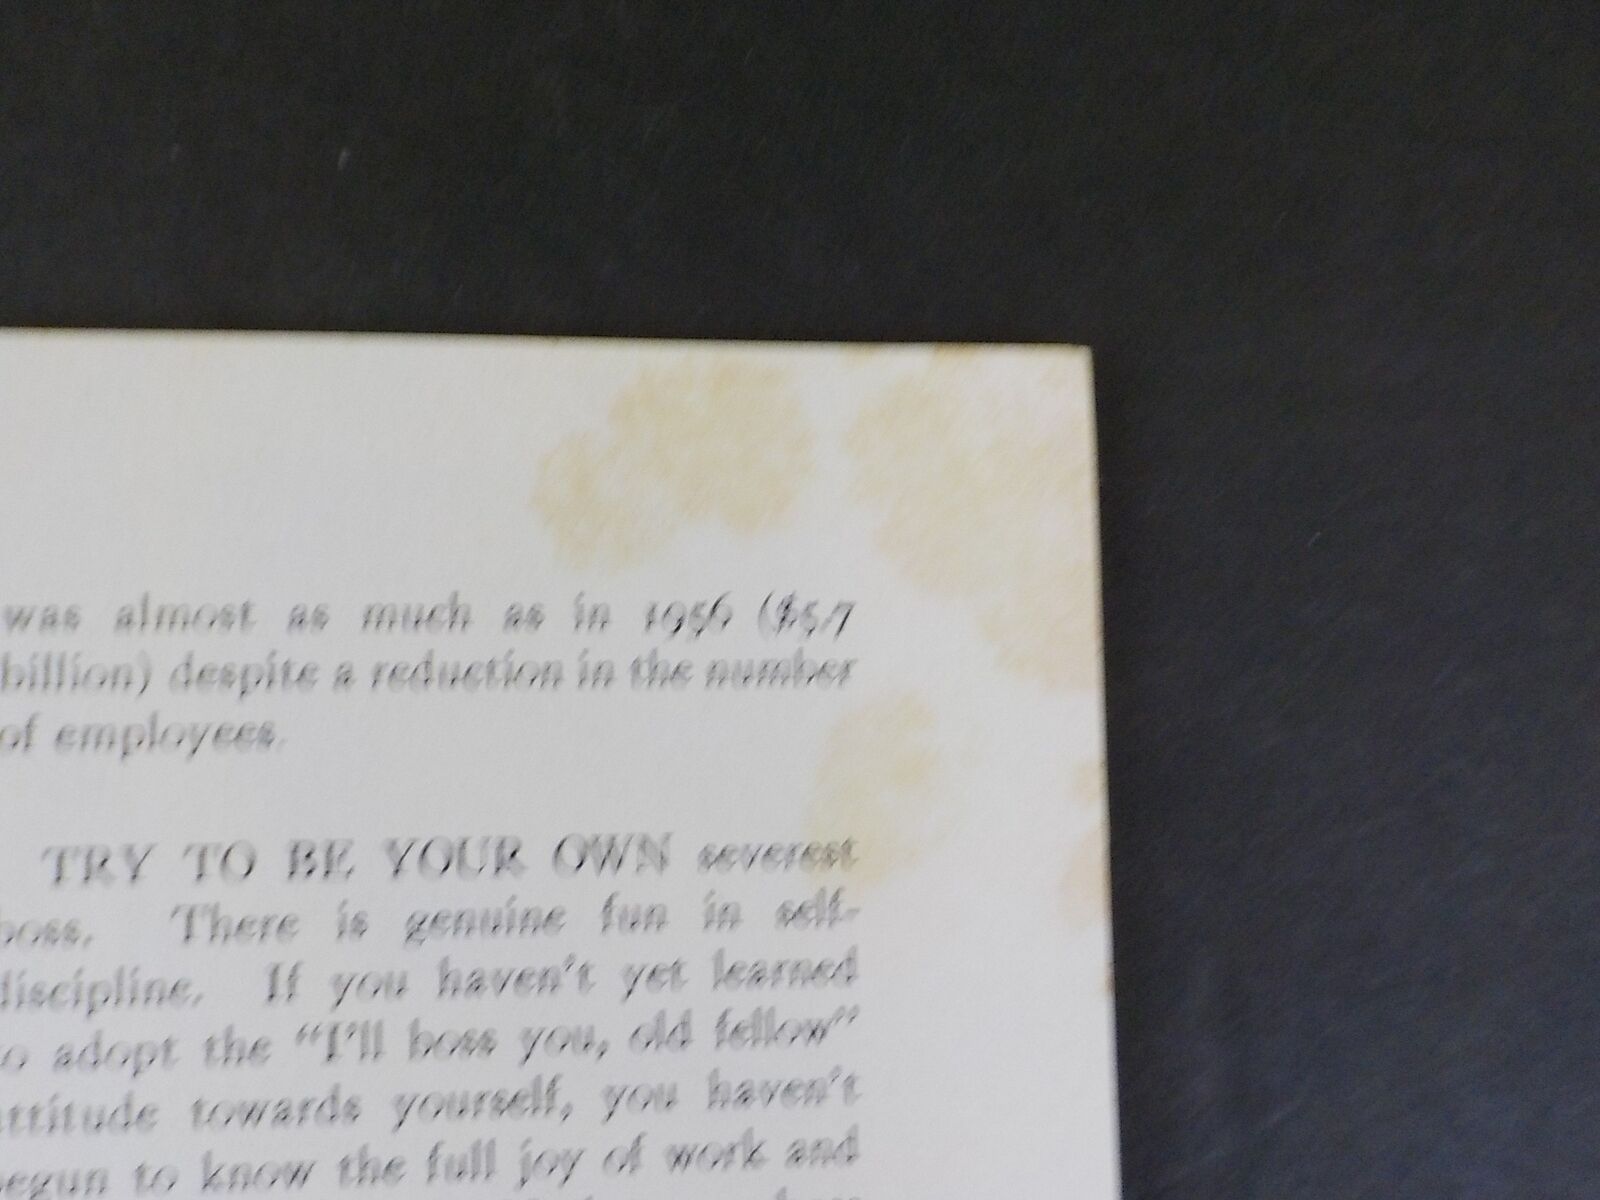 was almost as much as in 1956 ($5.7
billion) despite a reduction in the number
of employees.
TRY TO BE YOUR OWN severest
boss. There is genuine fun in self-
discipline. If you haven't yet learned
to adopt the "I'll boss you, old fellow"
attitude towards yourself, you haven't
begun to know the full joy of work and